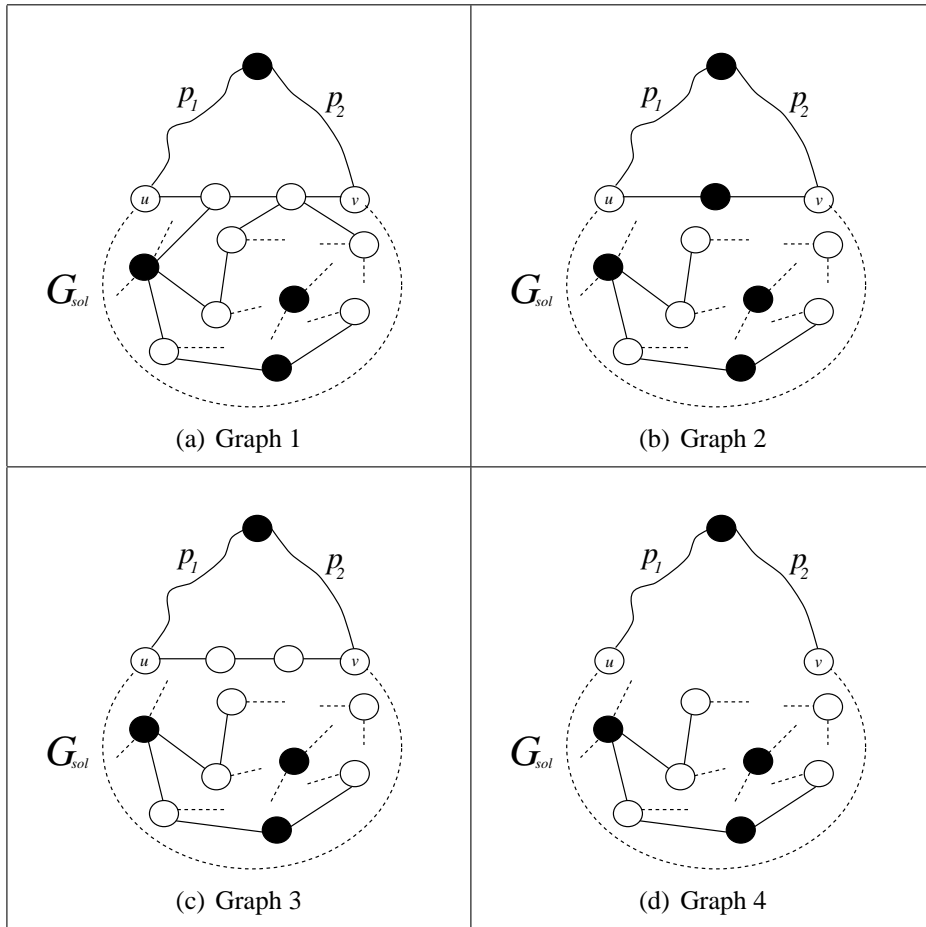 p1 p2
u v
Gsol
(a) Graph 1
p1 p2
u v
Gsol
(b) Graph 2
p1 p2
u v
Gsol
(c) Graph 3
p1 p2
u v
Gsol
(d) Graph 4